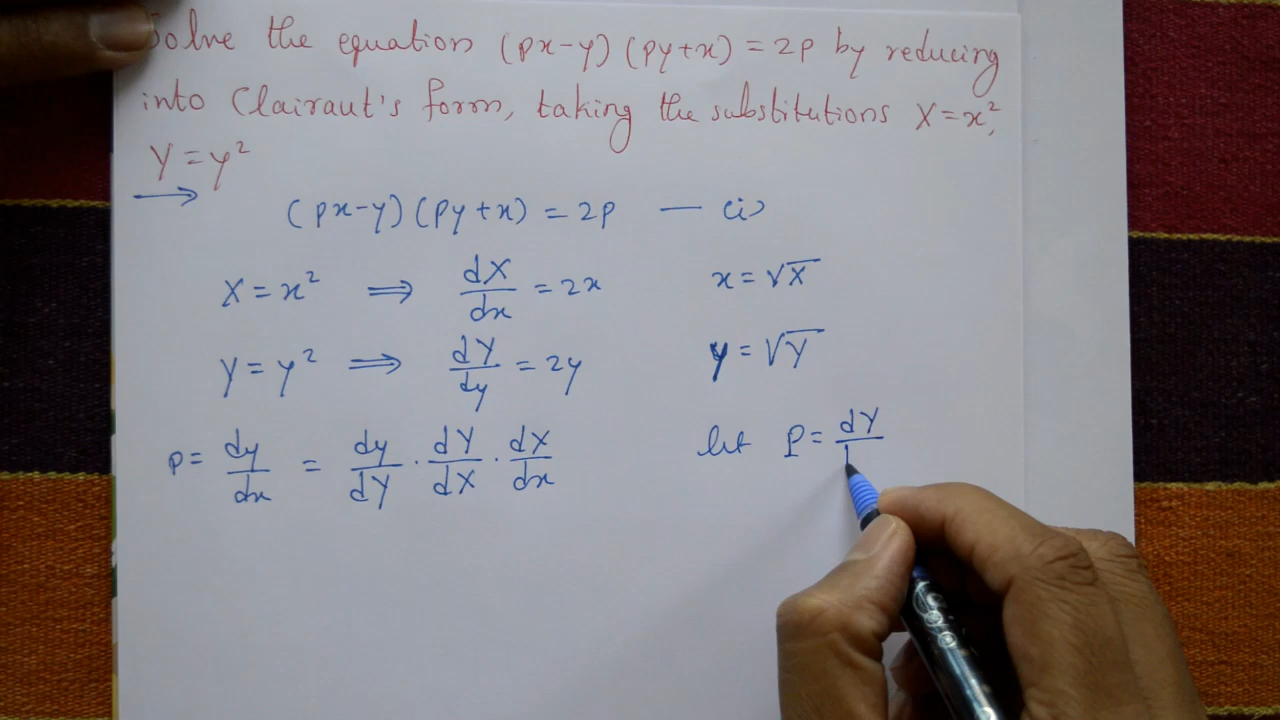 Solve the equation (px-y) (py+x) = 2p by reducing
into Clairaut's form, taking the substitutions X = x²,
Y = y²
(px-y) (py+x) = 2p — (i)
X = x² ⟹ dX/dx = 2x x = √X
Y = y² ⟹ dY/dy = 2y y = √Y
p = dy/dx = dy/dY · dY/dX · dX/dx let P = dY/